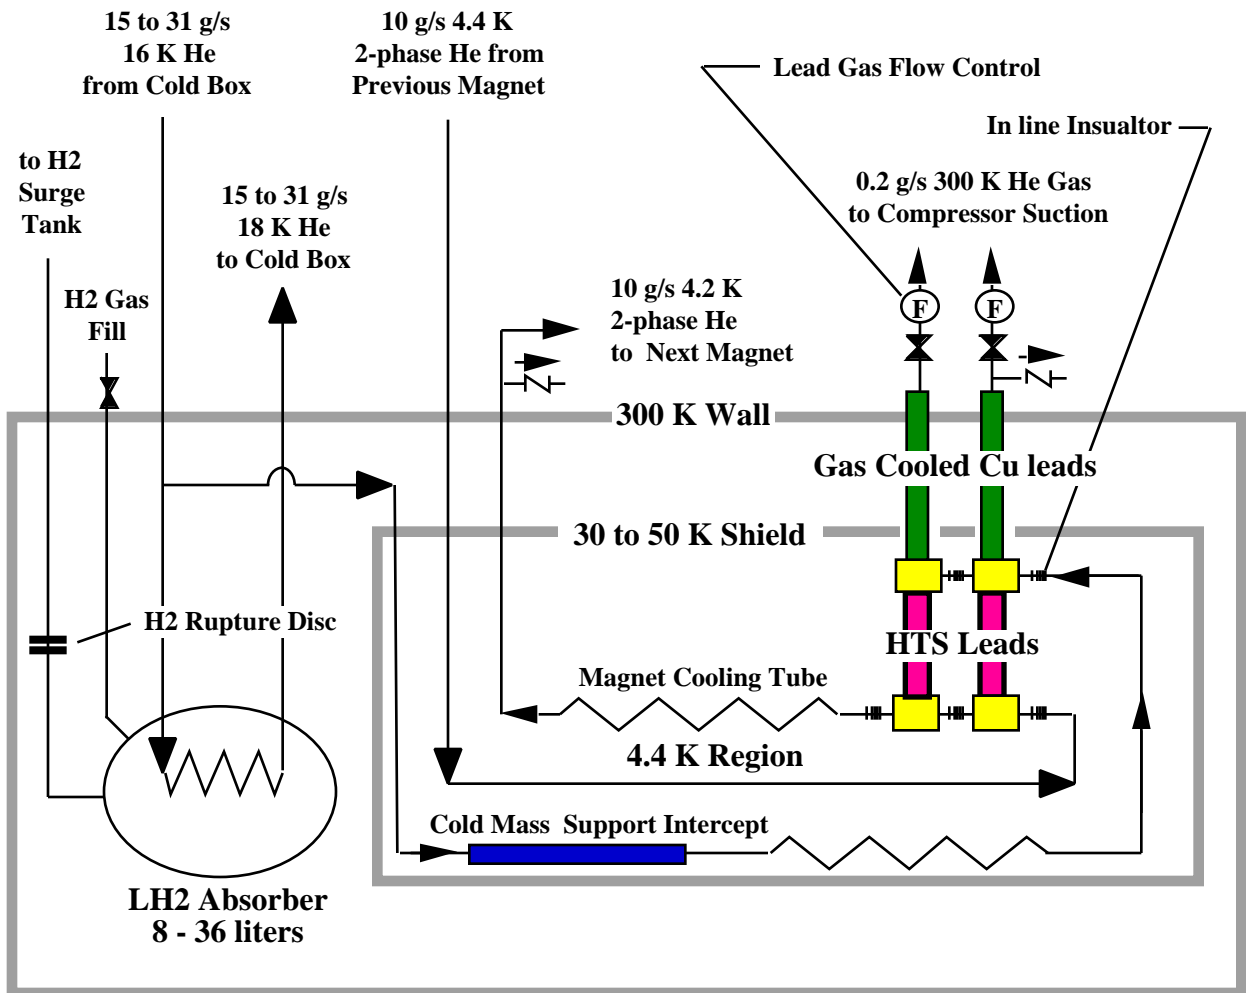 15 to 31 g/s
16 K He
from Cold Box
10 g/s 4.4 K
2-phase He from
Previous Magnet
Lead Gas Flow Control
In line Insualtor
to H2
Surge
Tank
15 to 31 g/s
18 K He
to Cold Box
0.2 g/s 300 K He Gas
to Compressor Suction
H2 Gas
Fill
10 g/s 4.2 K
2-phase He
to Next Magnet
F
F
300 K Wall
Gas Cooled Cu leads
30 to 50 K Shield
H2 Rupture Disc
HTS Leads
Magnet Cooling Tube
4.4 K Region
Cold Mass Support Intercept
LH2 Absorber
8 - 36 liters